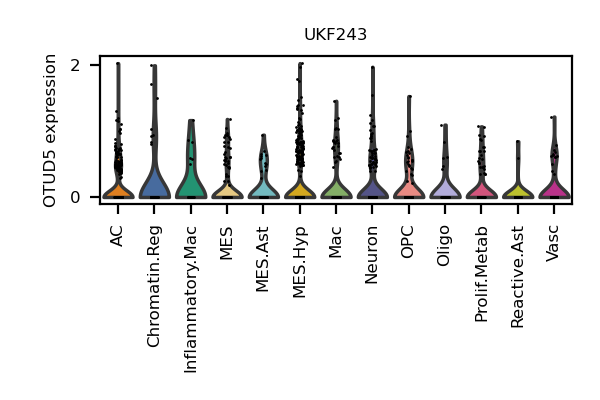 UKF243
OTUD5 expression
2
0
AC
Chromatin.Reg
Inflammatory.Mac
MES
MES.Ast
MES.Hyp
Mac
Neuron
OPC
Oligo
Prolif.Metab
Reactive.Ast
Vasc